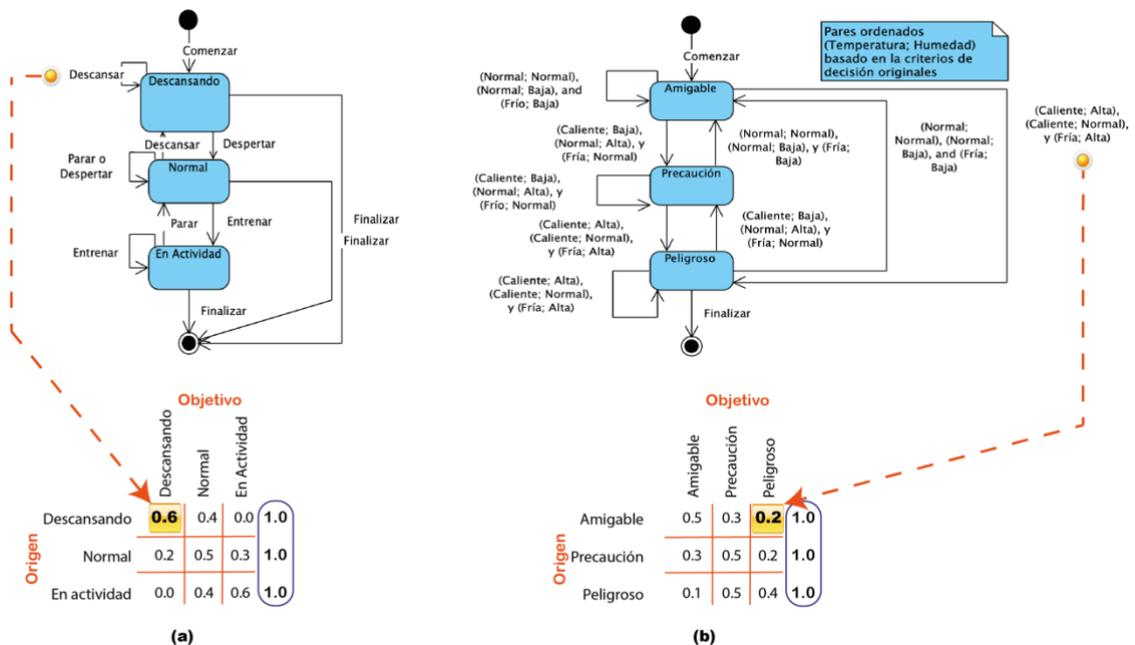 Comenzar
Descansar
Descansando
Descansar
Despertar
Parar o
Despertar
Normal
Parar
Entrenar
Finalizar
Finalizar
Entrenar
En Actividad
Finalizar
Objetivo
Descansando
Normal
En Actividad
Origen
Descansando 0.6 0.4 0.0 1.0
Normal 0.2 0.5 0.3 1.0
En actividad 0.0 0.4 0.6 1.0
(a)
Comenzar
Pares ordenados
(Temperatura; Humedad)
basado en la criterios de
decisión originales
(Normal; Normal),
(Normal; Baja), and
(Frío; Baja)
Amigable
(Caliente; Baja),
(Normal; Alta), y
(Fría; Normal)
(Normal; Normal),
(Normal; Baja), y (Fría;
Baja)
(Normal;
Normal), (Normal;
Baja), and (Fría;
Baja)
(Caliente; Alta),
(Caliente; Normal),
y (Fría; Alta)
(Caliente; Baja),
(Normal; Alta), y
(Frío; Normal)
Precaución
(Caliente; Alta),
(Caliente; Normal),
y (Fría; Alta)
(Caliente; Baja),
(Normal; Alta), y
(Fría; Normal)
(Caliente; Alta),
(Caliente; Normal),
y (Fría; Alta)
Peligroso
Finalizar
Objetivo
Amigable
Precaución
Peligroso
Origen
Amigable 0.5 0.3 0.2 1.0
Precaución 0.3 0.5 0.2 1.0
Peligroso 0.1 0.5 0.4 1.0
(b)